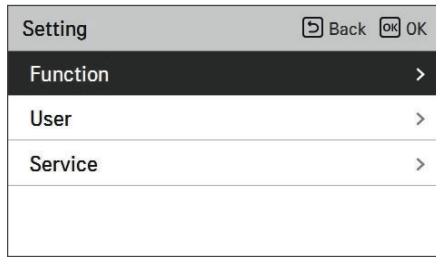 Setting Back OK OK
Function >
User >
Service >